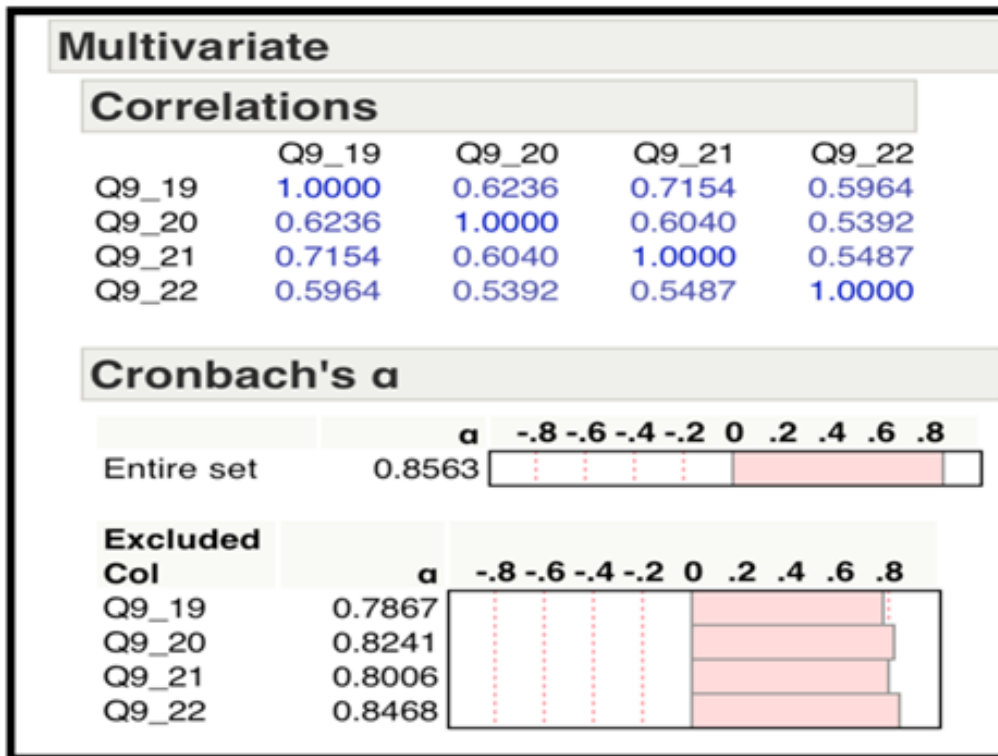 Multivariate
Correlations
Q9_19 Q9_20 Q9_21 Q9_22
Q9_19 1.0000 0.6236 0.7154 0.5964
Q9_20 0.6236 1.0000 0.6040 0.5392
Q9_21 0.7154 0.6040 1.0000 0.5487
Q9_22 0.5964 0.5392 0.5487 1.0000
Cronbach's α
α -.8 -.6 -.4 -.2 0 .2 .4 .6 .8
Entire set 0.8563
Excluded
Col α -.8 -.6 -.4 -.2 0 .2 .4 .6 .8
Q9_19 0.7867
Q9_20 0.8241
Q9_21 0.8006
Q9_22 0.8468